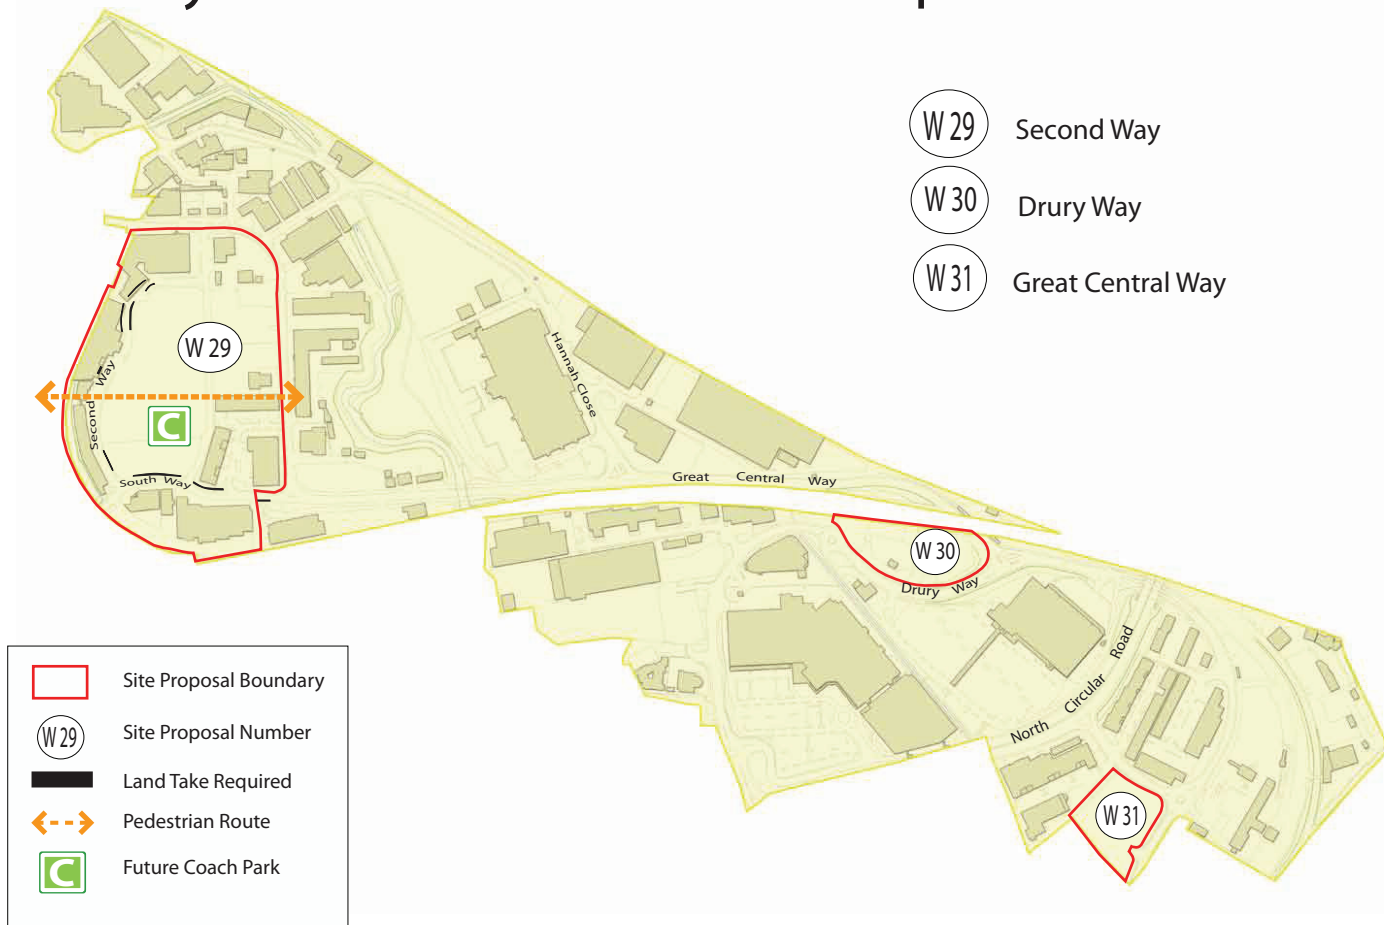 W 29 Second Way
W 30 Drury Way
W 31 Great Central Way
W 29
Second Way
C
South Way
Hannah Close
Great Central Way
W 30
Drury Way
North Circular Road
W 31
Site Proposal Boundary
W 29 Site Proposal Number
Land Take Required
Pedestrian Route
C Future Coach Park